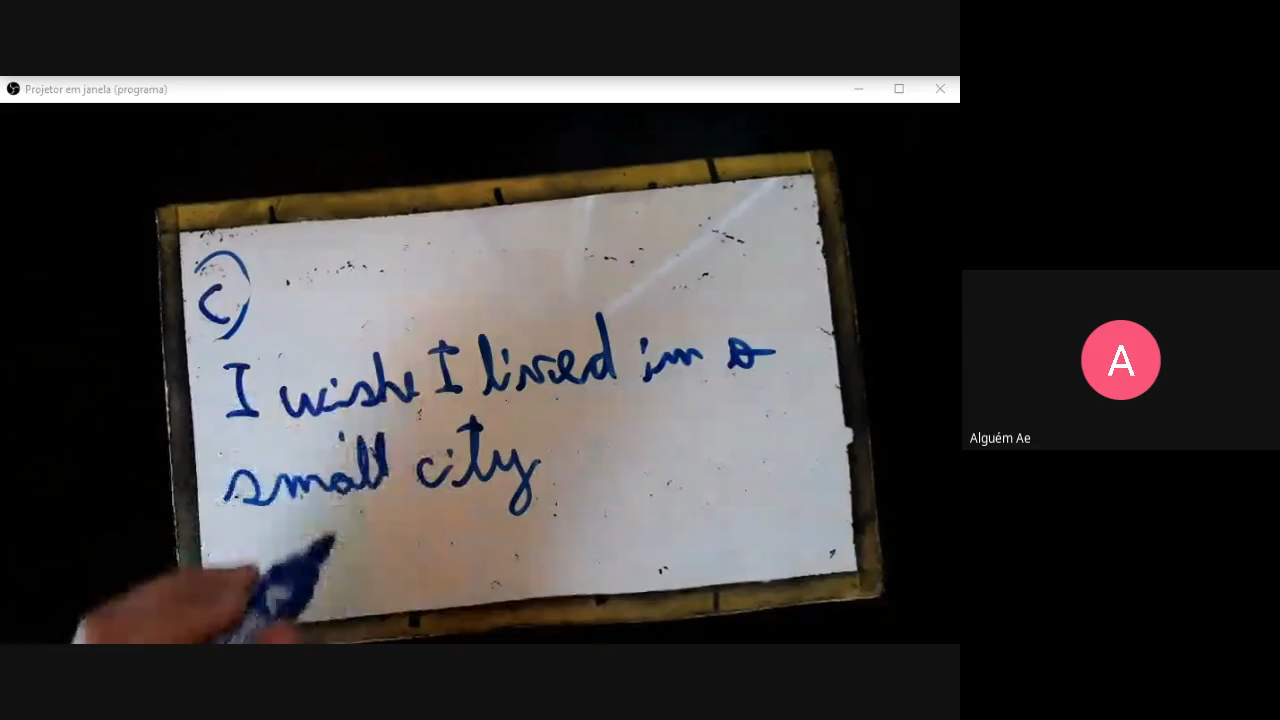 Projetor em janela (programa)
c)
I wish I lived in a
small city
A
Alguém Ae